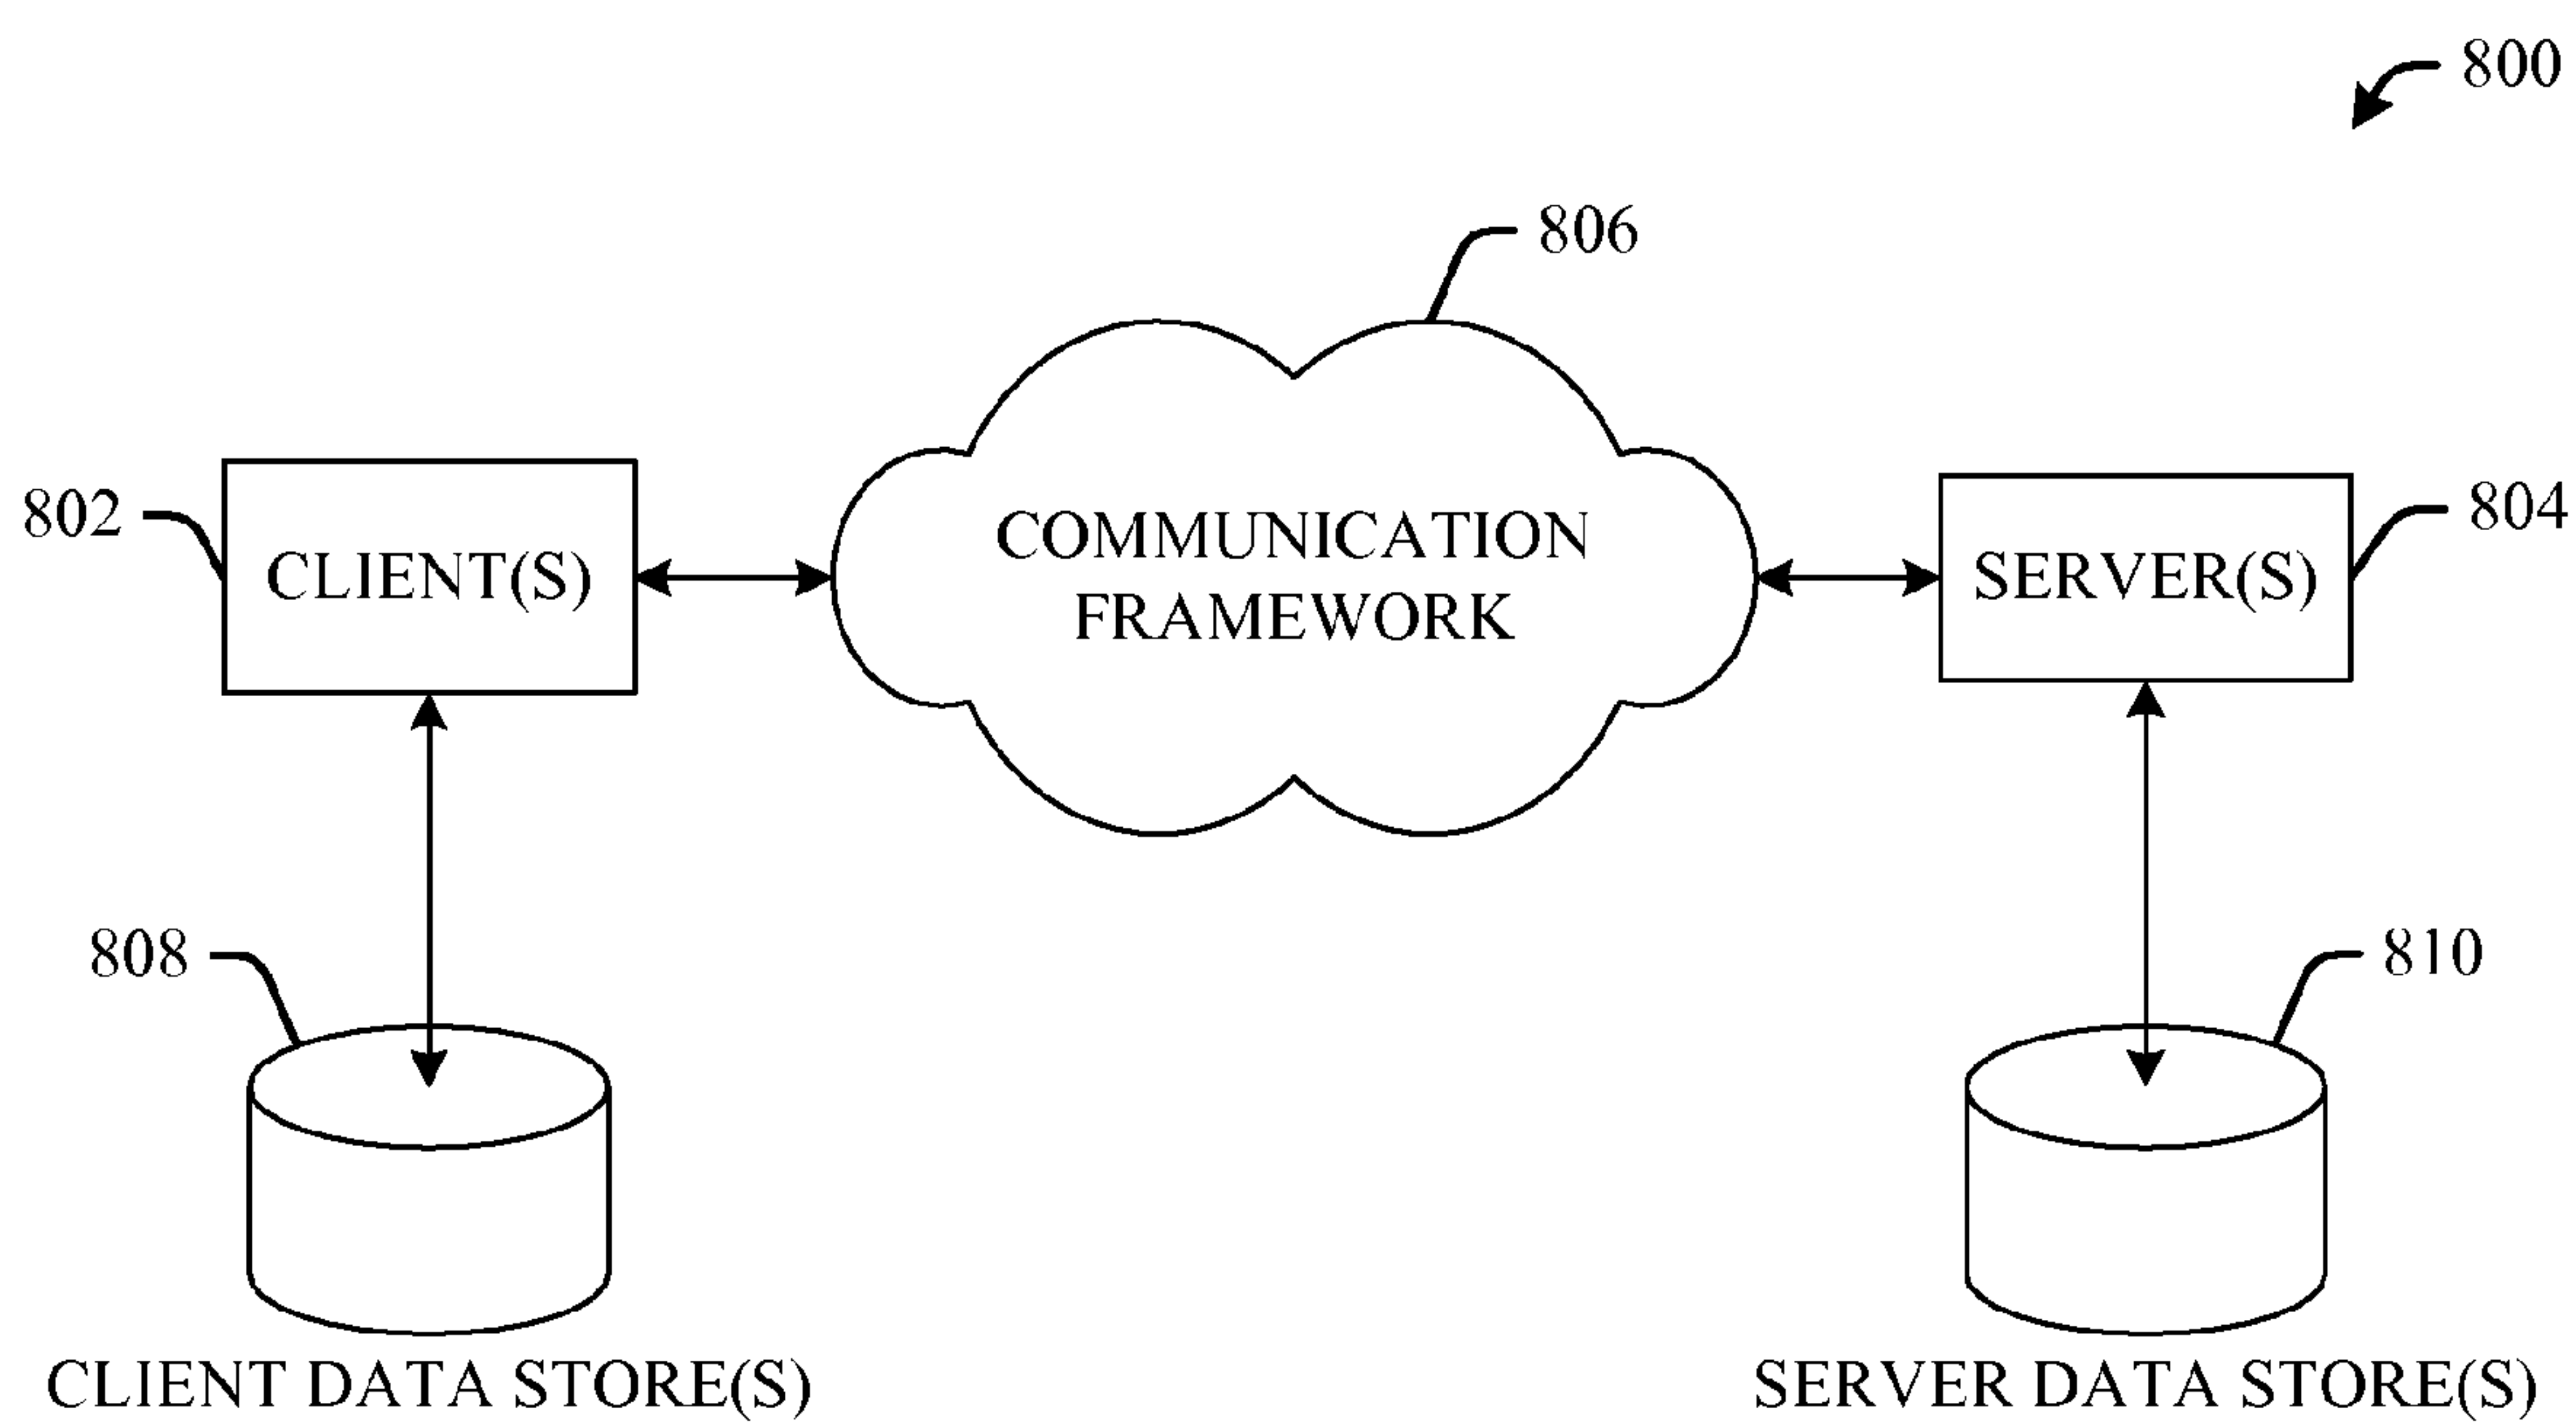 800
806
802
CLIENT(S)
COMMUNICATION
FRAMEWORK
SERVER(S)
804
808
810
CLIENT DATA STORE(S)
SERVER DATA STORE(S)